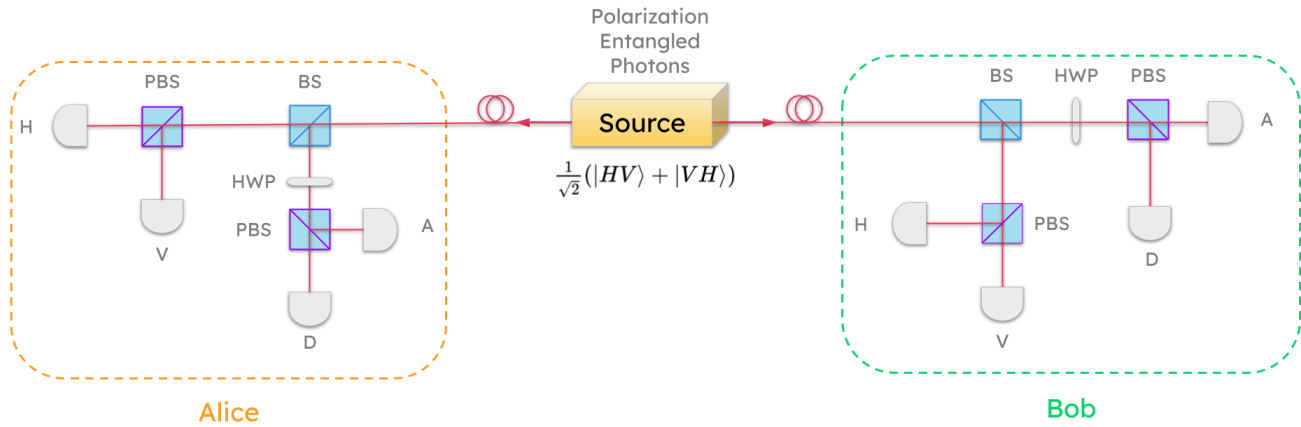 Polarization
Entangled
Photons
PBS
BS
BS
HWP
PBS
H
Source
A
1/√2(|HV⟩ + |VH⟩)
HWP
PBS
A
H
PBS
V
D
D
V
Alice
Bob